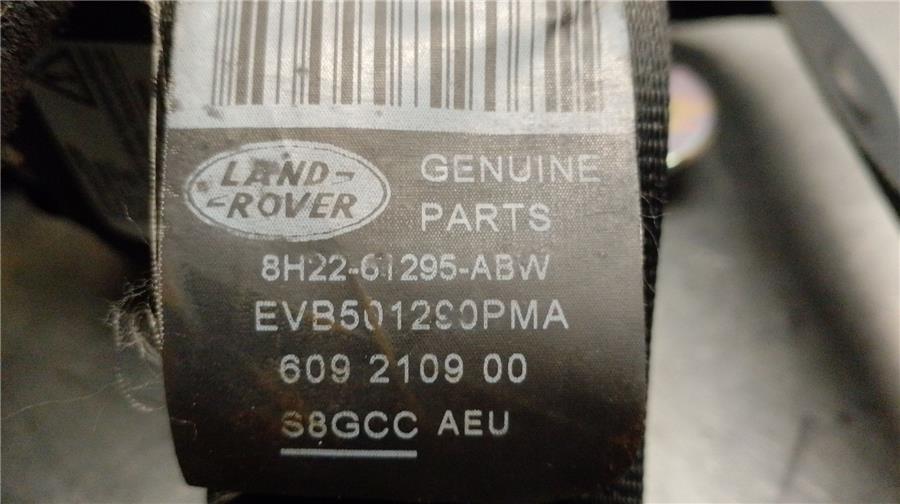 LAND-
-ROVER
GENUINE
PARTS
8H22-61295-ABW
EVB501290PMA
609 2109 00
S8GCC AEU